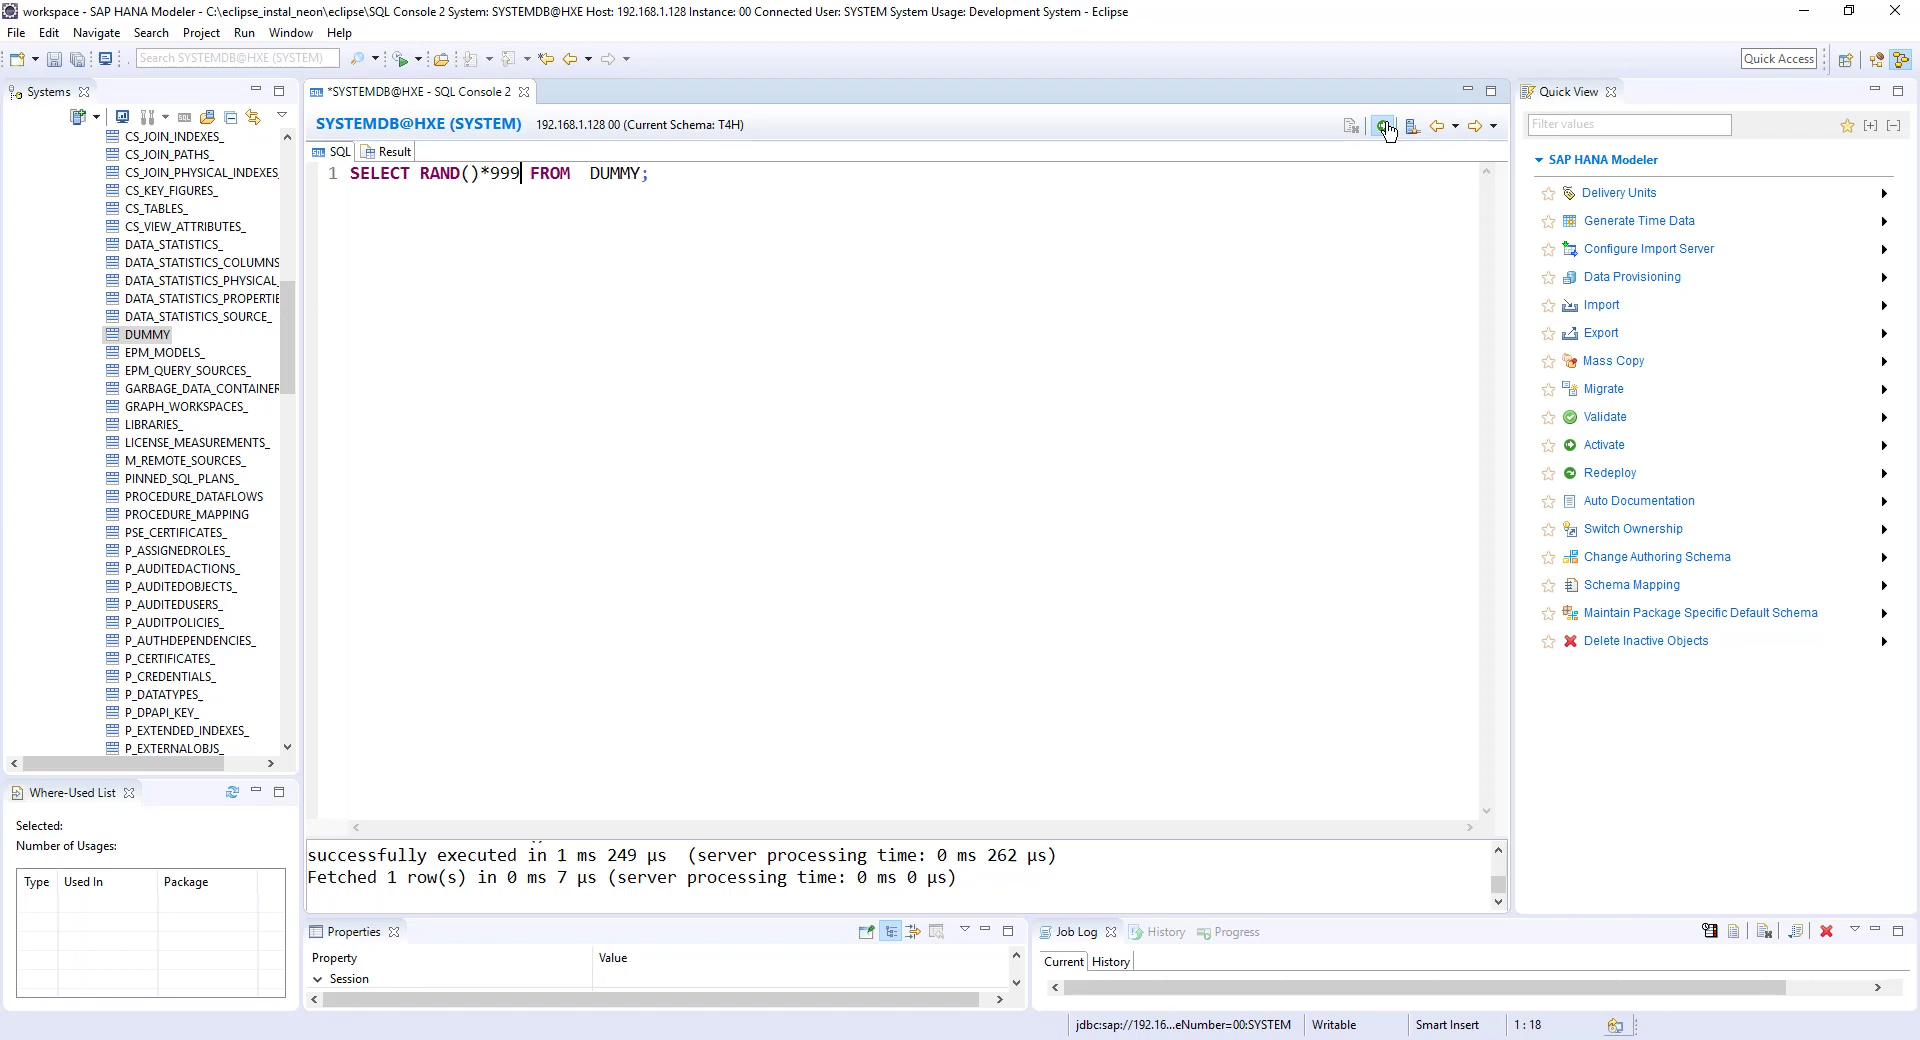 workspace - SAP HANA Modeler - C:\eclipse_instal_neon\eclipse\SQL Console 2 System: SYSTEMDB@HXE Host: 192.168.1.128 Instance: 00 Connected User: SYSTEM System Usage: Development System - Eclipse
File Edit Navigate Search Project Run Window Help
Search SYSTEMDB@HXE (SYSTEM)
Quick Access
Systems
CS_JOIN_INDEXES_
CS_JOIN_PATHS_
CS_JOIN_PHYSICAL_INDEXES_
CS_KEY_FIGURES_
CS_TABLES_
CS_VIEW_ATTRIBUTES_
DATA_STATISTICS_
DATA_STATISTICS_COLUMNS
DATA_STATISTICS_PHYSICAL_
DATA_STATISTICS_PROPERTIE
DATA_STATISTICS_SOURCE_
DUMMY
EPM_MODELS_
EPM_QUERY_SOURCES_
GARBAGE_DATA_CONTAINER
GRAPH_WORKSPACES_
LIBRARIES_
LICENSE_MEASUREMENTS_
M_REMOTE_SOURCES_
PINNED_SQL_PLANS_
PROCEDURE_DATAFLOWS
PROCEDURE_MAPPING
PSE_CERTIFICATES_
P_ASSIGNEDROLES_
P_AUDITEDACTIONS_
P_AUDITEDOBJECTS_
P_AUDITEDUSERS_
P_AUDITPOLICIES_
P_AUTHDEPENDENCIES_
P_CERTIFICATES_
P_CREDENTIALS_
P_DATATYPES_
P_DPAPI_KEY_
P_EXTENDED_INDEXES_
P_EXTERNALOBJS_
Where-Used List
Selected:
Number of Usages:
Type Used In Package
*SYSTEMDB@HXE - SQL Console 2
SYSTEMDB@HXE (SYSTEM) 192.168.1.128 00 (Current Schema: T4H)
SQL Result
1 SELECT RAND()*999 FROM  DUMMY;
successfully executed in 1 ms 249 µs  (server processing time: 0 ms 262 µs)
Fetched 1 row(s) in 0 ms 7 µs (server processing time: 0 ms 0 µs)
Properties
Property Value
Session
Job Log History Progress
Current History
Quick View
Filter values
SAP HANA Modeler
Delivery Units
Generate Time Data
Configure Import Server
Data Provisioning
Import
Export
Mass Copy
Migrate
Validate
Activate
Redeploy
Auto Documentation
Switch Ownership
Change Authoring Schema
Schema Mapping
Maintain Package Specific Default Schema
Delete Inactive Objects
jdbc:sap://192.16...eNumber=00:SYSTEM Writable Smart Insert 1 : 18